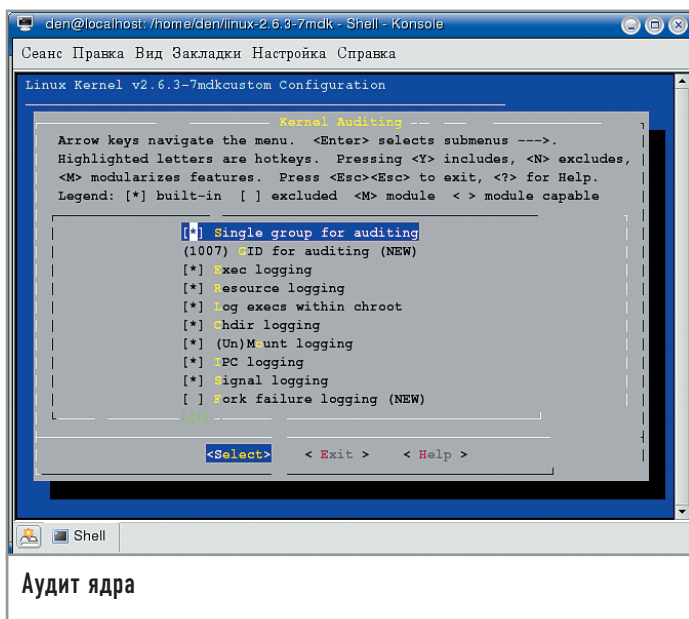 den@localhost: /home/den/linux-2.6.3-7mdk - Shell - Konsole
Сеанс Правка Вид Закладки Настройка Справка
Linux Kernel v2.6.3-7mdkcustom Configuration
Kernel Auditing
Arrow keys navigate the menu. <Enter> selects submenus --->.
Highlighted letters are hotkeys. Pressing <Y> includes, <N> excludes,
<M> modularizes features. Press <Esc><Esc> to exit, <?> for Help.
Legend: [*] built-in [ ] excluded <M> module < > module capable
[*] Single group for auditing
(1007) GID for auditing (NEW)
[*] Exec logging
[*] Resource logging
[*] Log execs within chroot
[*] Chdir logging
[*] (Un)Mount logging
[*] IPC logging
[*] Signal logging
[ ] Fork failure logging (NEW)
<Select> < Exit > < Help >
Shell
Аудит ядра